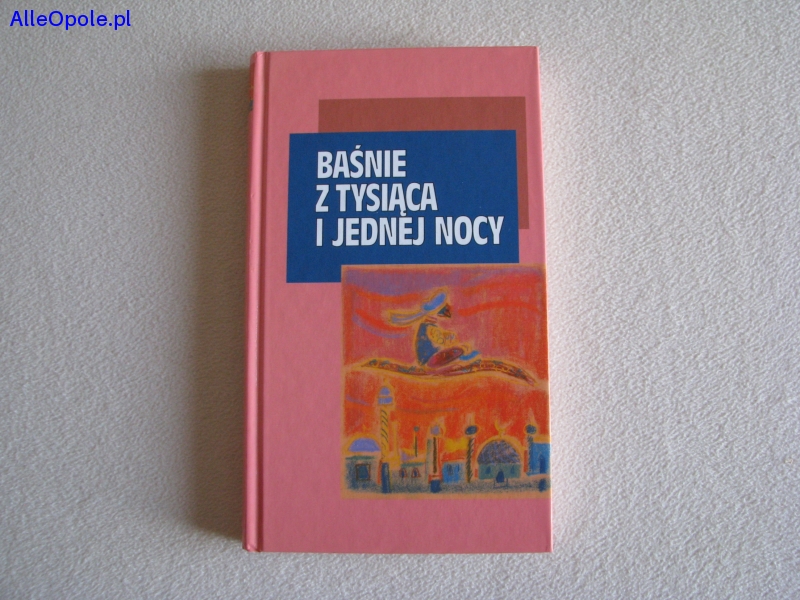 AlleOpole.pl
BAŚNIE
Z TYSIĄCA
I JEDNEJ NOCY